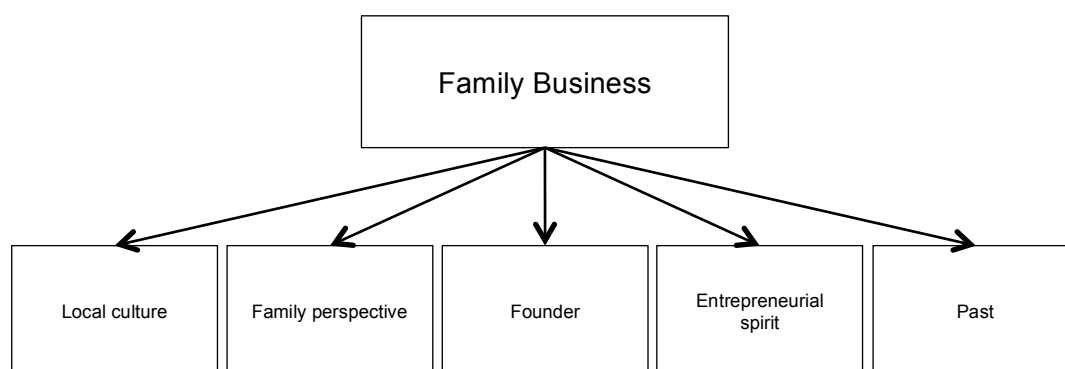 Family Business
Local culture
Family perspective
Founder
Entrepreneurial
spirit
Past